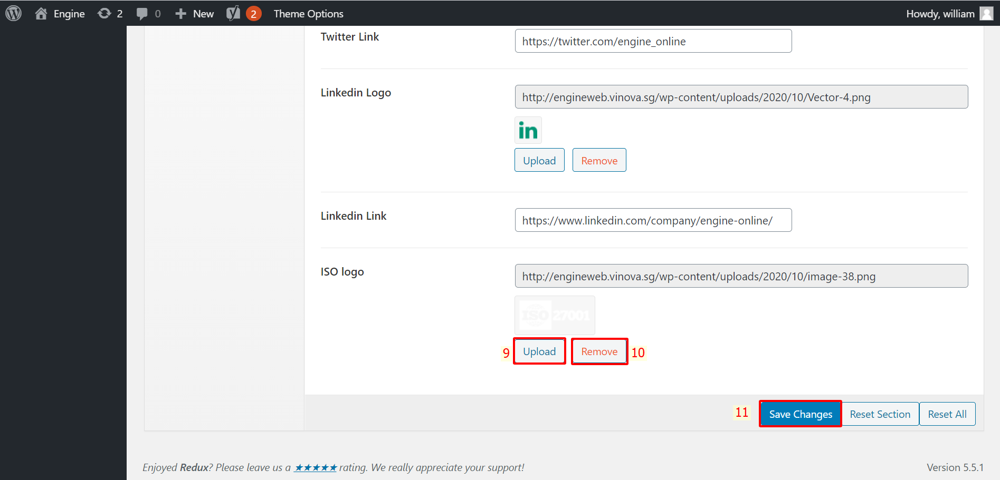 Engine 2 0 New 2 Theme Options Howdy, william
Twitter Link https://twitter.com/engine_online
Linkedin Logo http://engineweb.vinova.sg/wp-content/uploads/2020/10/Vector-4.png
in
Upload Remove
Linkedin Link https://www.linkedin.com/company/engine-online/
ISO logo http://engineweb.vinova.sg/wp-content/uploads/2020/10/image-38.png
ISO 27001
9 Upload Remove 10
11 Save Changes Reset Section Reset All
Enjoyed Redux? Please leave us a ★★★★★ rating. We really appreciate your support! Version 5.5.1